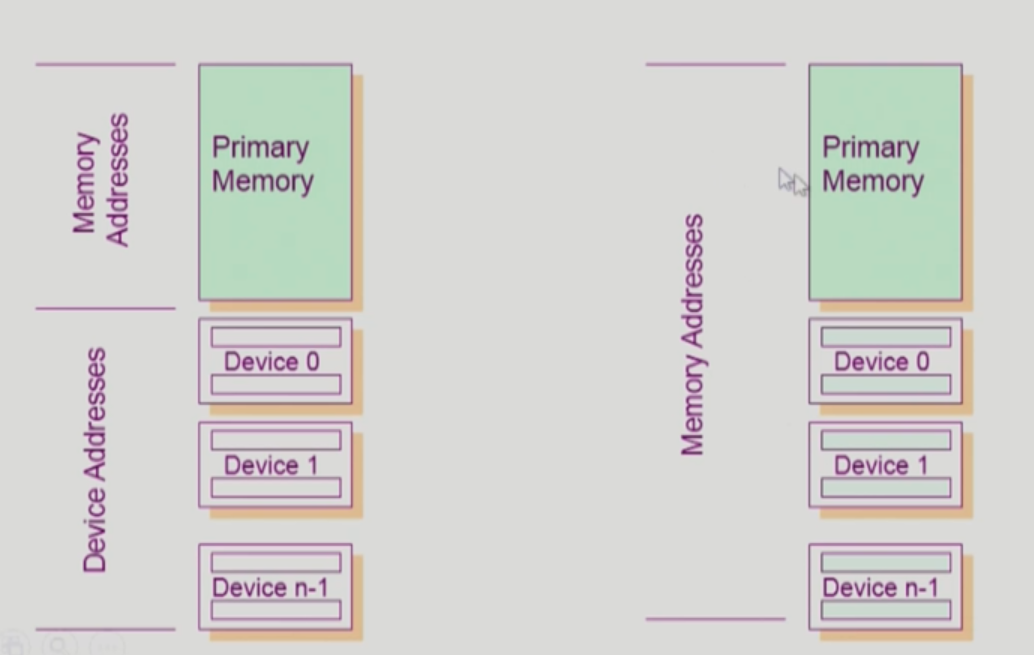 Memory
Addresses
Primary
Memory
Device Addresses
Device 0
Device 1
Device n-1
Memory Addresses
Primary
Memory
Device 0
Device 1
Device n-1